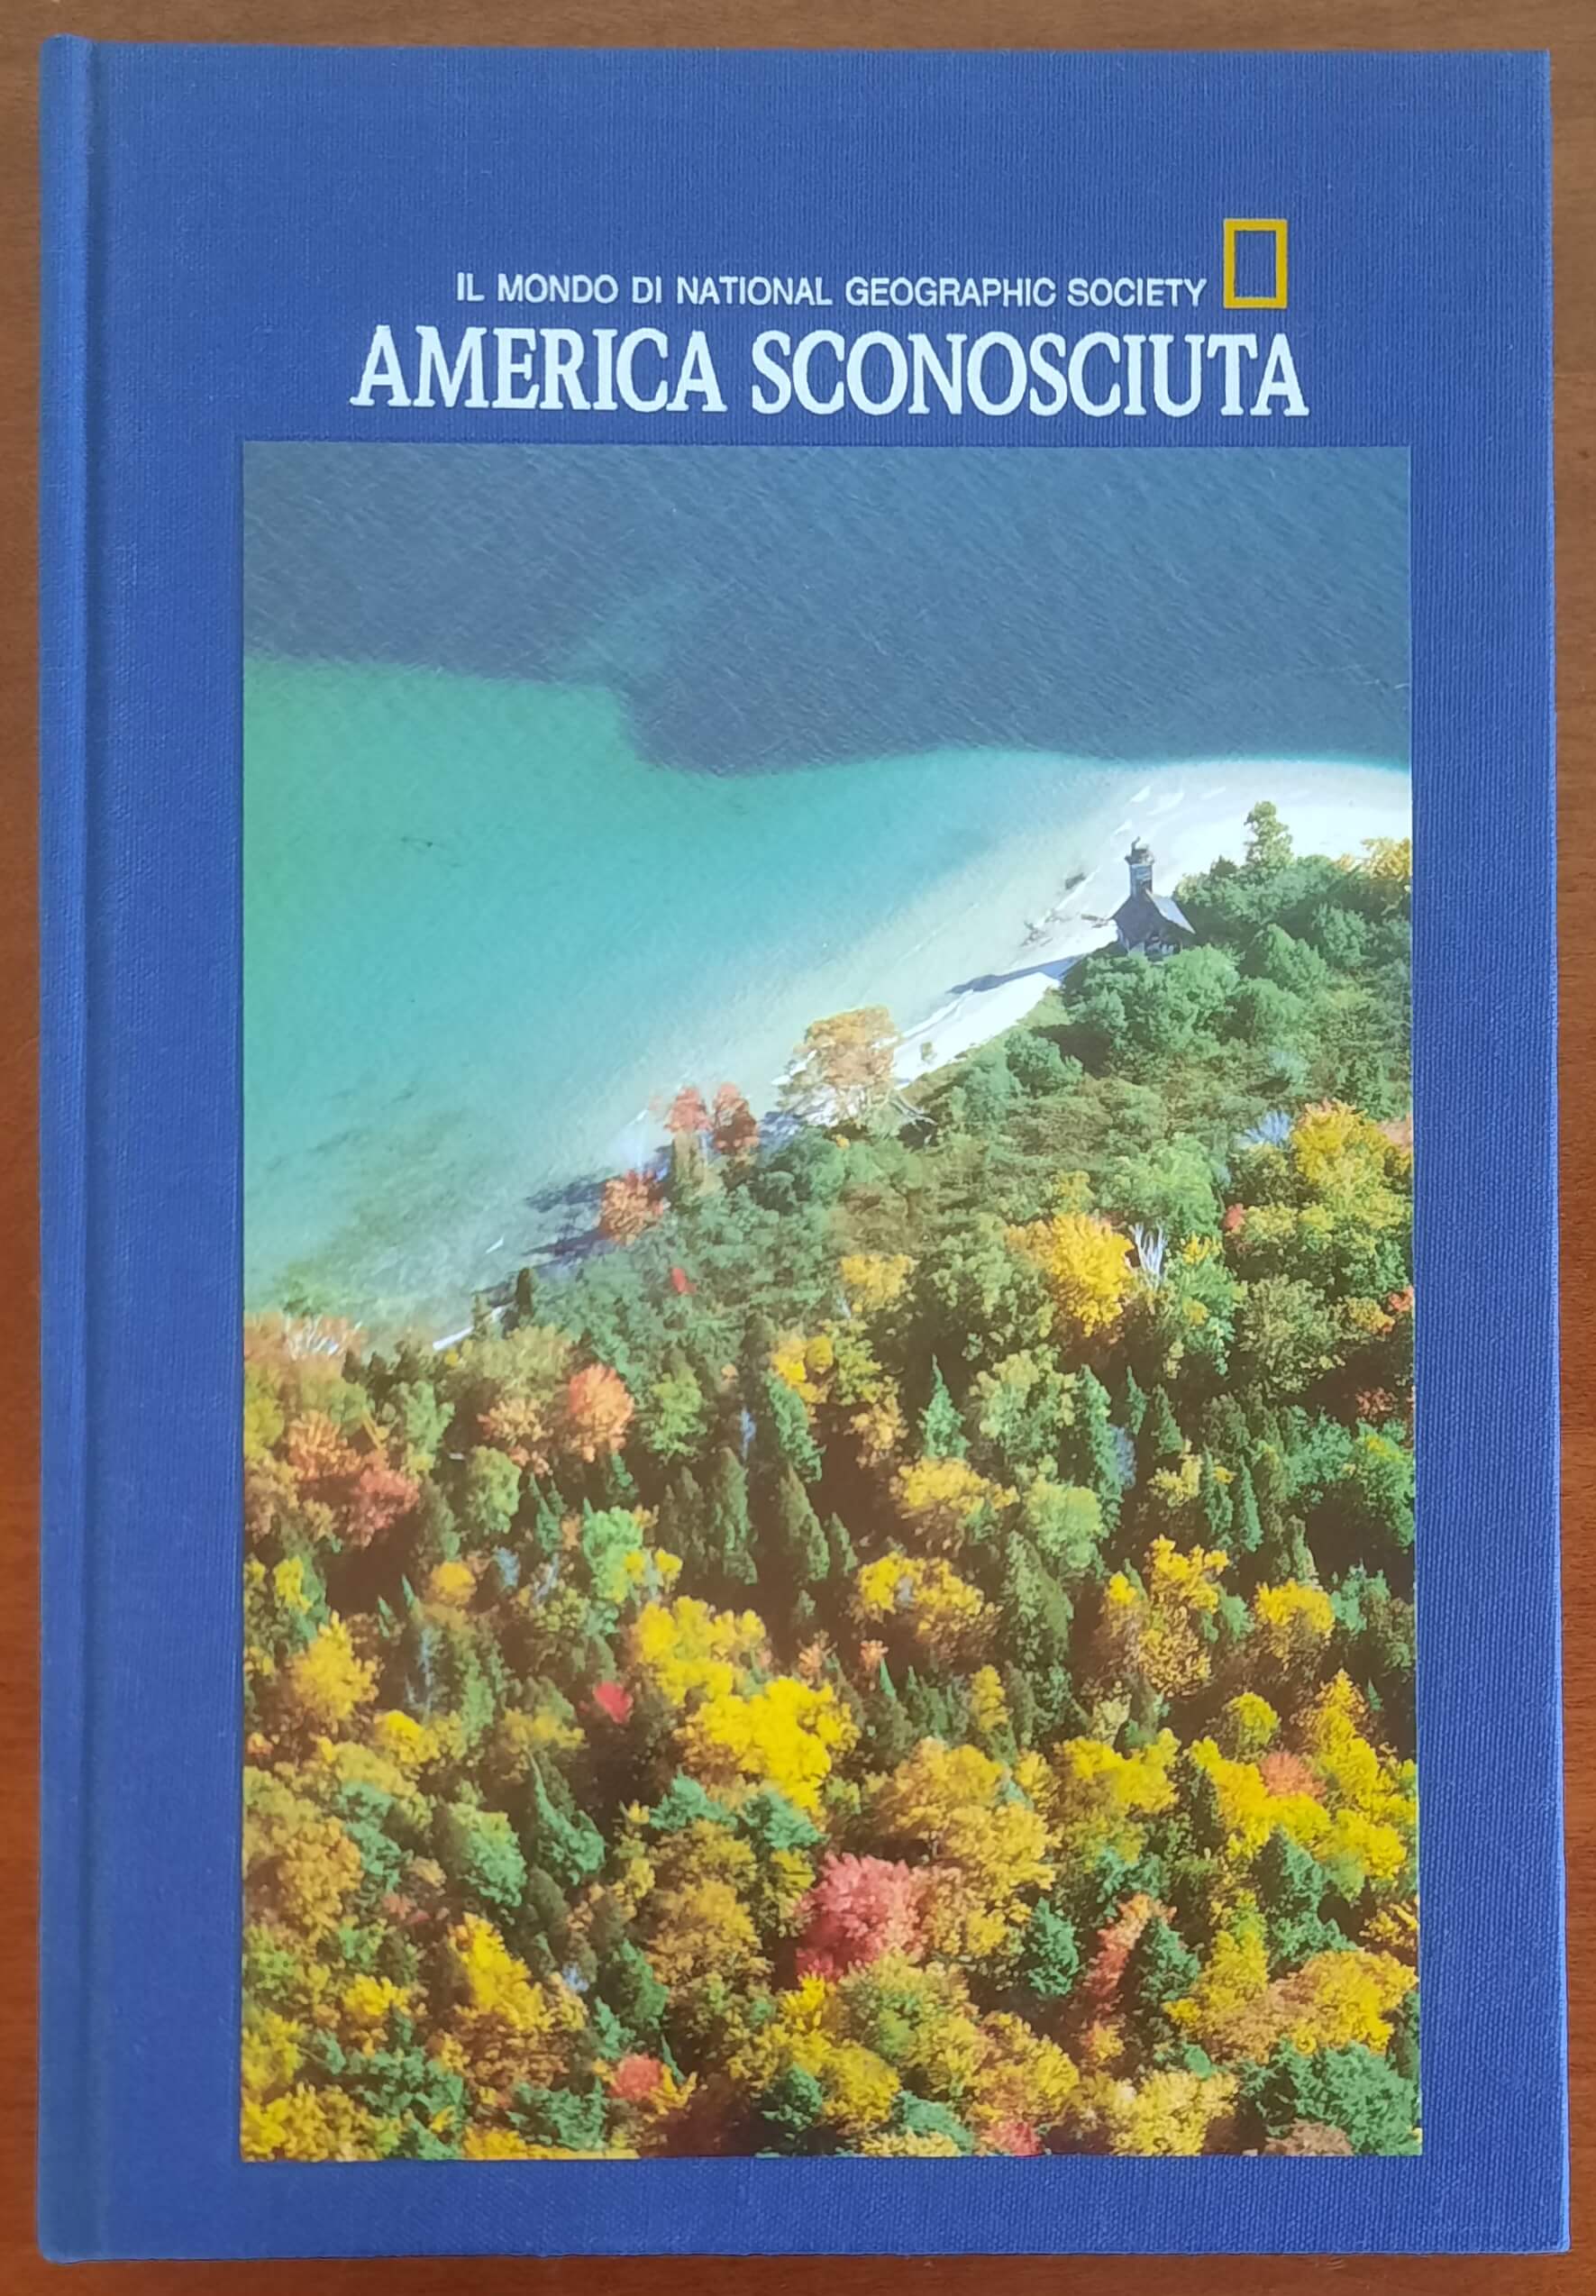 IL MONDO DI NATIONAL GEOGRAPHIC SOCIETY
AMERICA SCONOSCIUTA